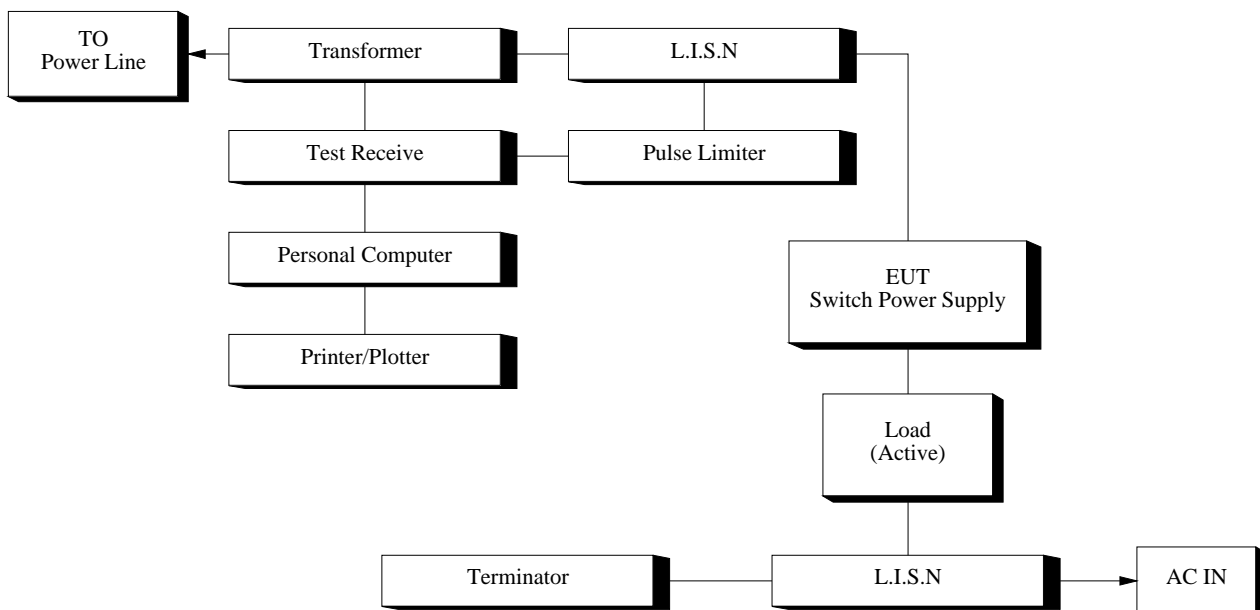 TO
Power Line
Transformer
L.I.S.N
Test Receive
Pulse Limiter
Personal Computer
EUT
Switch Power Supply
Printer/Plotter
Load
(Active)
Terminator
L.I.S.N
AC IN